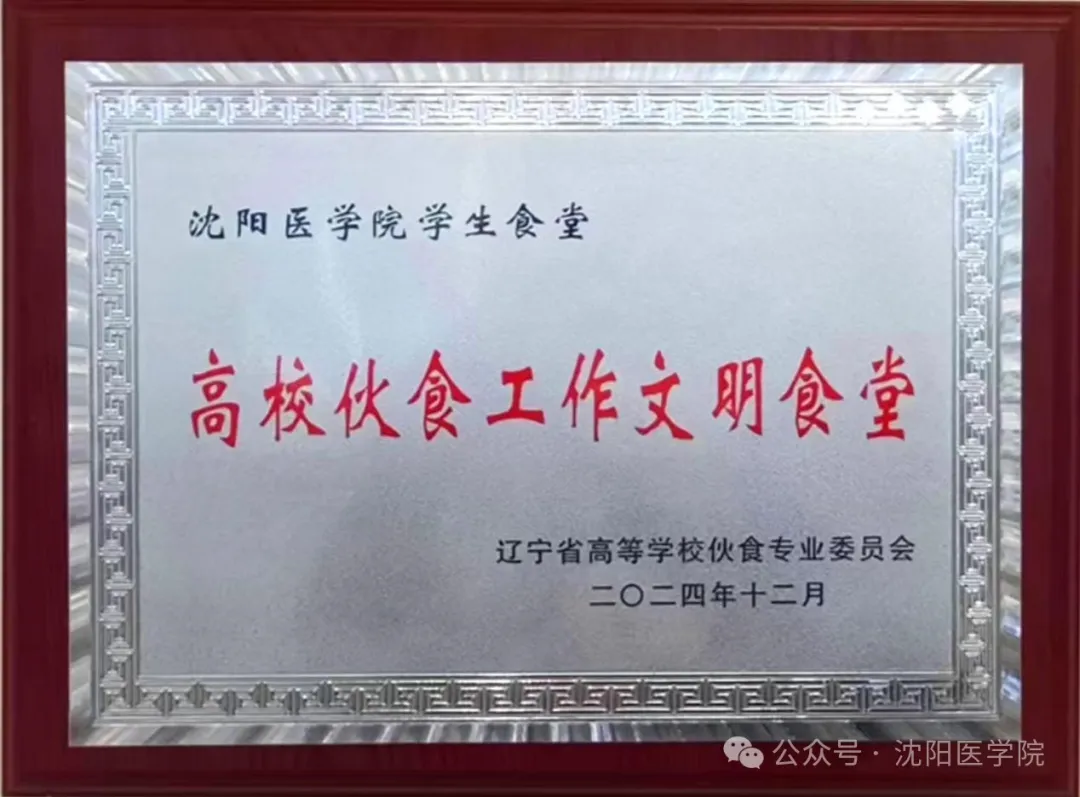 沈阳医学院学生食堂
高校伙食工作文明食堂
辽宁省高等学校伙食专业委员会
二〇二四年十二月
公众号·沈阳医学院